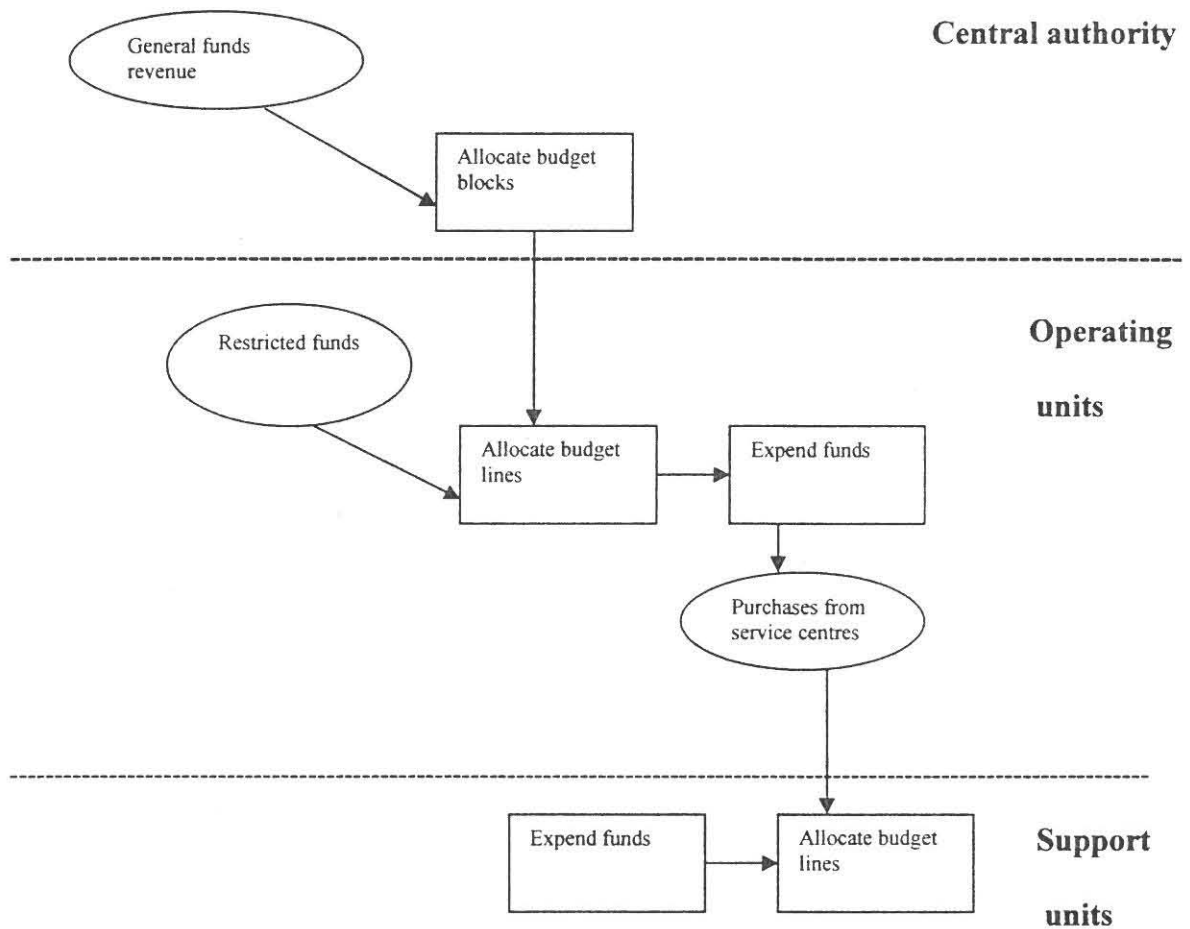 General funds
revenue
Central authority
Allocate budget
blocks
Restricted funds
Operating
units
Allocate budget
lines
Expend funds
Purchases from
service centres
Expend funds
Allocate budget
lines
Support
units